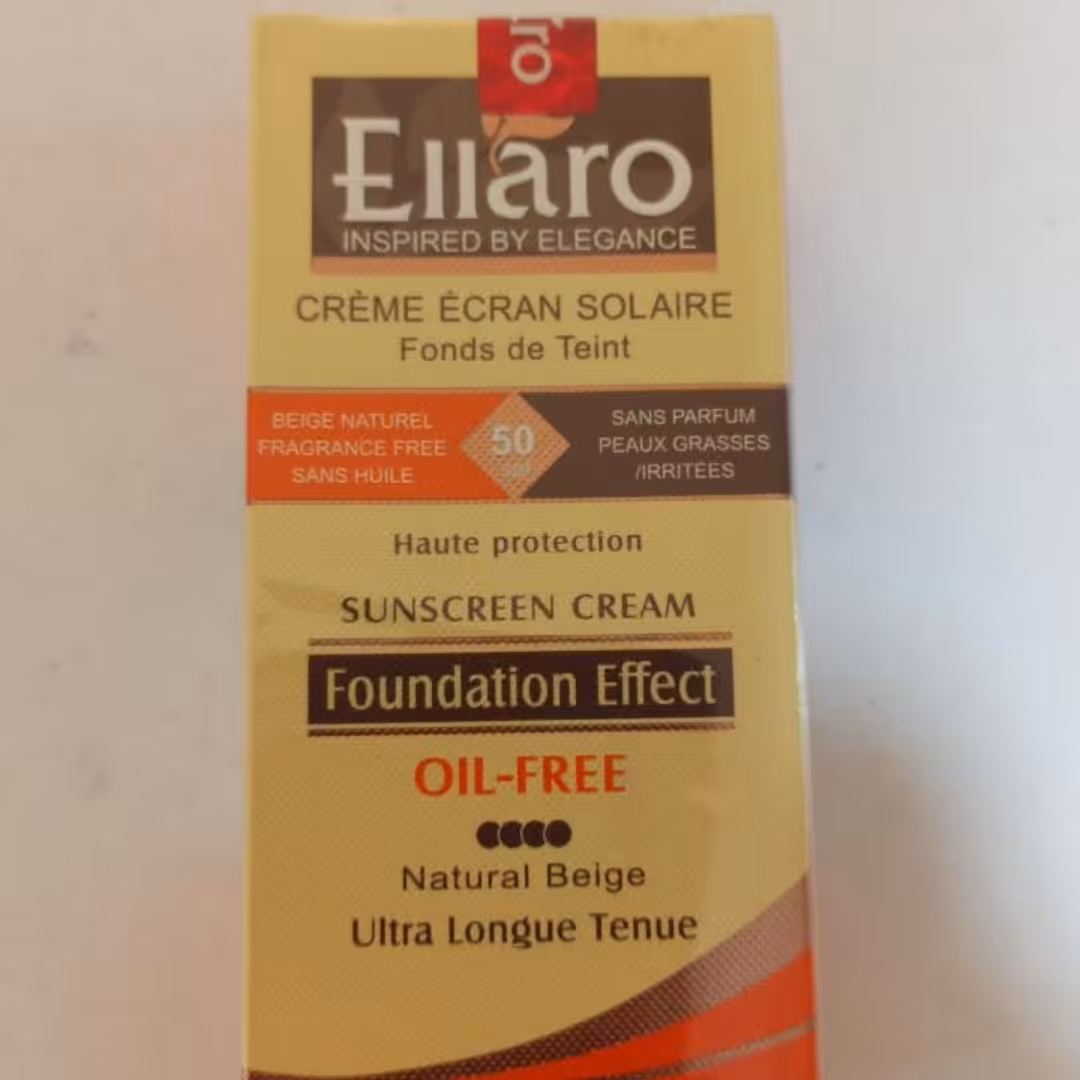 ro
Ellaro
INSPIRED BY ELEGANCE
CRÈME ÉCRAN SOLAIRE
Fonds de Teint
BEIGE NATUREL
FRAGRANCE FREE
SANS HUILE
50
SANS PARFUM
PEAUX GRASSES
/IRRITÉES
Haute protection
SUNSCREEN CREAM
Foundation Effect
OIL-FREE
Natural Beige
Ultra Longue Tenue